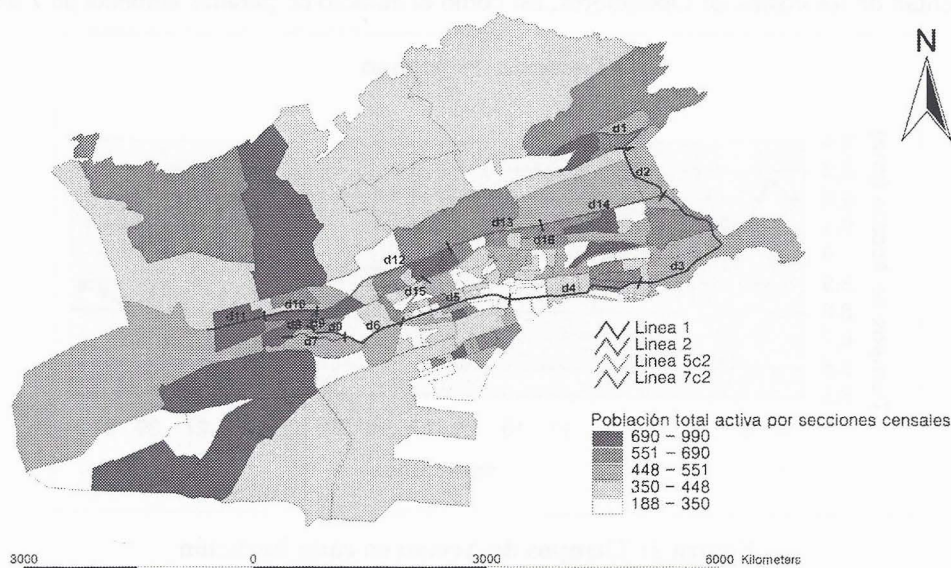 N
d1
d2
d14
d13
d16
d12
d3
d15
d4
d5
d10
d11
d6
d7
Linea 1
Linea 2
Linea 5c2
Linea 7c2
Población total activa por secciones censales
690 – 990
551 – 690
448 – 551
350 – 448
188 – 350
3000 0 3000 6000 Kilometers